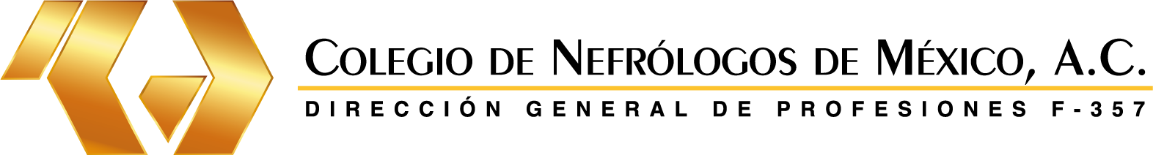 COLEGIO DE NEFRÓLOGOS DE MÉXICO, A.C.
DIRECCIÓN GENERAL DE PROFESIONES F-357